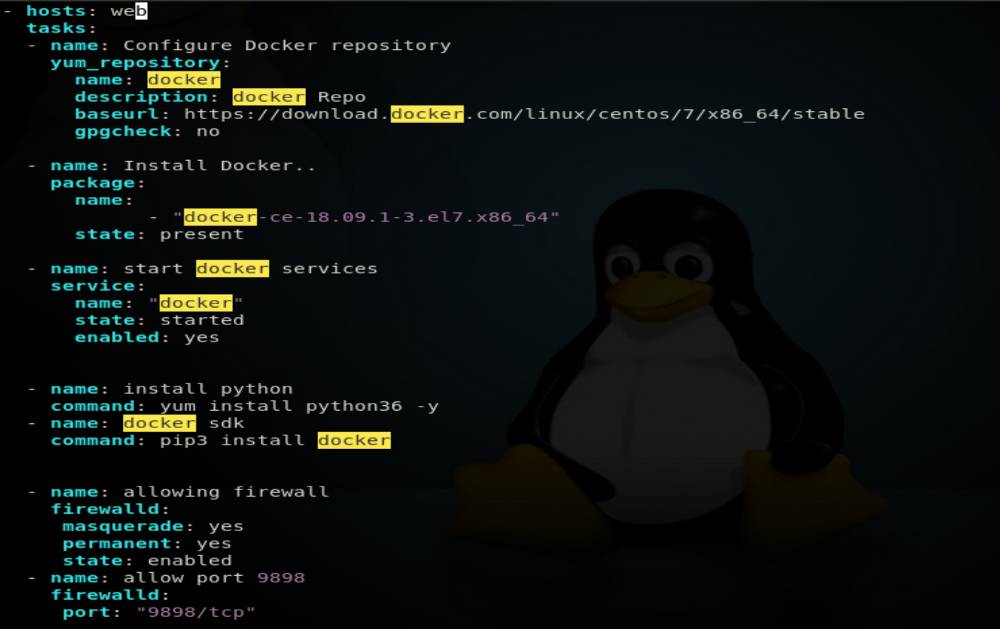 - hosts: web
  tasks:
  - name: Configure Docker repository
    yum_repository:
      name: docker
      description: docker Repo
      baseurl: https://download.docker.com/linux/centos/7/x86_64/stable
      gpgcheck: no
  - name: Install Docker..
    package:
      name:
            - "docker-ce-18.09.1-3.el7.x86_64"
      state: present
  - name: start docker services
    service:
      name: "docker"
      state: started
      enabled: yes
  - name: install python
    command: yum install python36 -y
  - name: docker sdk
    command: pip3 install docker
  - name: allowing firewall
    firewalld:
     masquerade: yes
     permanent: yes
     state: enabled
  - name: allow port 9898
    firewalld:
     port: "9898/tcp"